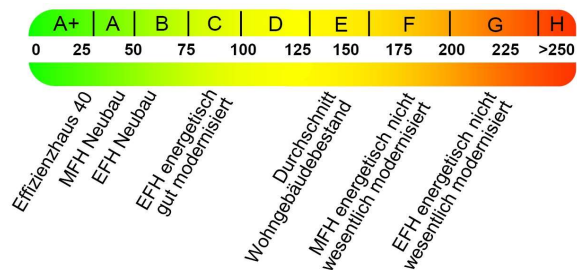 A+ A B C D E F G H
0 25 50 75 100 125 150 175 200 225 >250
Effizienzhaus 40
MFH Neubau
EFH Neubau
EFH energetisch
gut modernisiert
Durchschnitt
Wohngebäudebestand
MFH energetisch nicht
wesentlich modernisiert
EFH energetisch nicht
wesentlich modernisiert